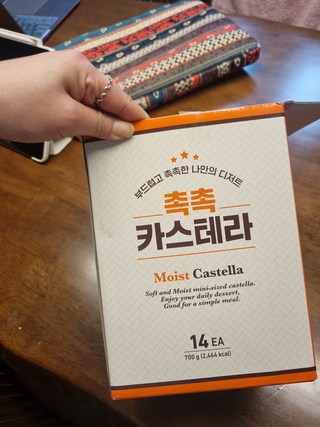 부드럽고 촉촉한 나만의 디저트
촉촉
카스테라
Moist Castella
Soft and Moist mini-sized castella.
Enjoy your daily dessert,
Good for a simple meal.
14 EA
700 g (2,464 kcal)